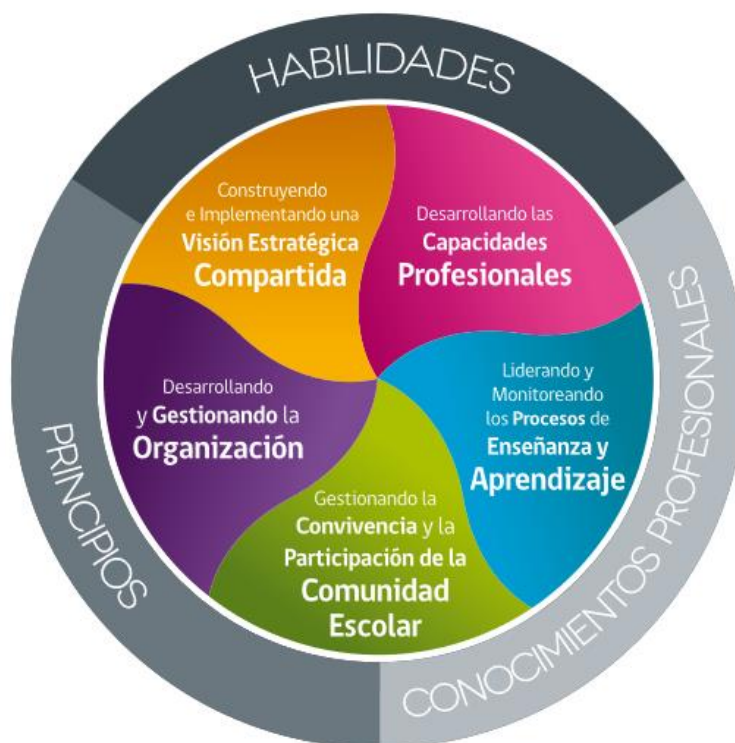 HABILIDADES
Construyendo
e Implementando una
Visión Estratégica
Compartida
Desarrollando las
Capacidades
Profesionales
Liderando y
Monitoreando
los Procesos de
Enseñanza y
Aprendizaje
Gestionando la
Convivencia y la
Participación de la
Comunidad
Escolar
Desarrollando
y Gestionando la
Organización
PRINCIPIOS
CONOCIMIENTOS PROFESIONALES